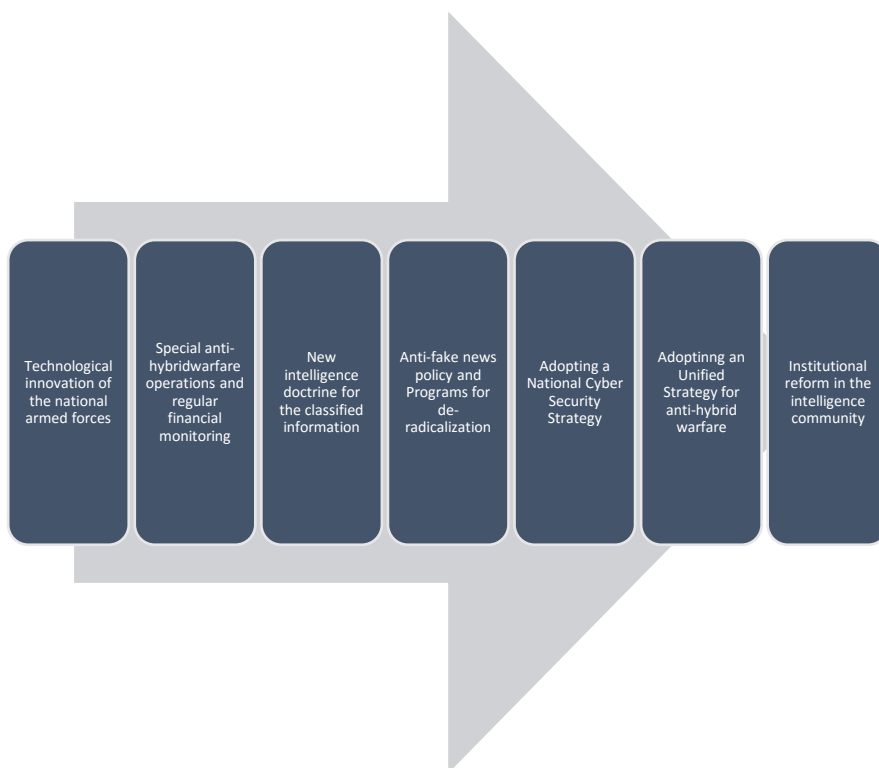 Technological
innovation of
the national
armed forces
Special anti-
hybridwarfare
operations and
regular
financial
monitoring
New
intelligence
doctrine for
the classified
information
Anti-fake news
policy and
Programs for
de-
radicalization
Adopting a
National Cyber
Security
Strategy
Adoptinng an
Unified
Strategy for
anti-hybrid
warfare
Institutional
reform in the
intelligence
community